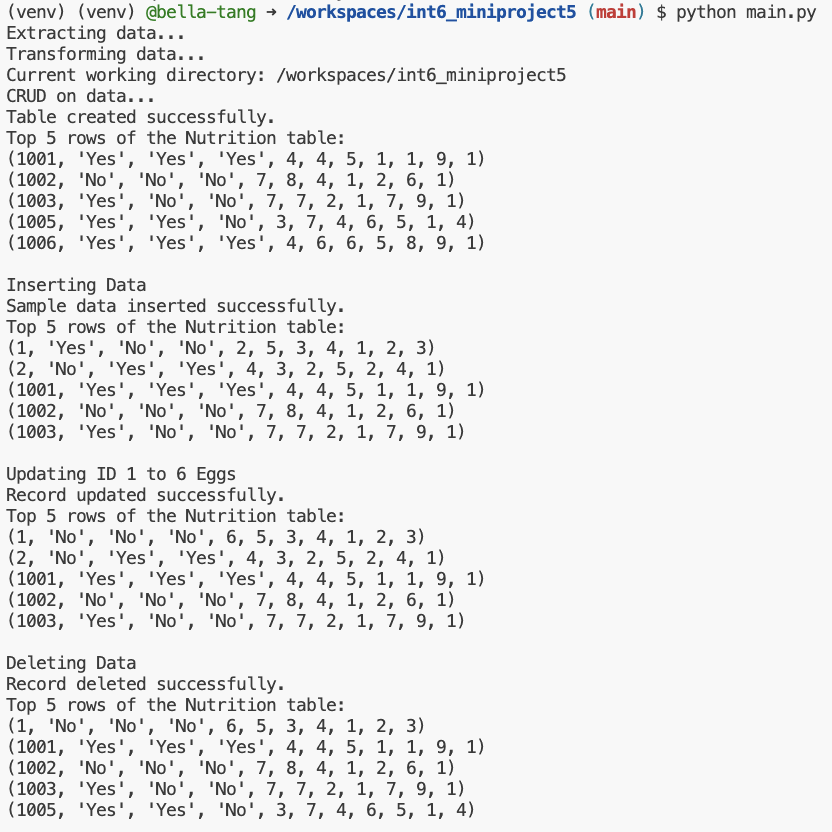 (venv) (venv) @bella-tang → /workspaces/int6_miniproject5 (main) $ python main.py
Extracting data...
Transforming data...
Current working directory: /workspaces/int6_miniproject5
CRUD on data...
Table created successfully.
Top 5 rows of the Nutrition table:
(1001, 'Yes', 'Yes', 'Yes', 4, 4, 5, 1, 1, 9, 1)
(1002, 'No', 'No', 'No', 7, 8, 4, 1, 2, 6, 1)
(1003, 'Yes', 'No', 'No', 7, 7, 2, 1, 7, 9, 1)
(1005, 'Yes', 'Yes', 'No', 3, 7, 4, 6, 5, 1, 4)
(1006, 'Yes', 'Yes', 'Yes', 4, 6, 6, 5, 8, 9, 1)
Inserting Data
Sample data inserted successfully.
Top 5 rows of the Nutrition table:
(1, 'Yes', 'No', 'No', 2, 5, 3, 4, 1, 2, 3)
(2, 'No', 'Yes', 'Yes', 4, 3, 2, 5, 2, 4, 1)
(1001, 'Yes', 'Yes', 'Yes', 4, 4, 5, 1, 1, 9, 1)
(1002, 'No', 'No', 'No', 7, 8, 4, 1, 2, 6, 1)
(1003, 'Yes', 'No', 'No', 7, 7, 2, 1, 7, 9, 1)
Updating ID 1 to 6 Eggs
Record updated successfully.
Top 5 rows of the Nutrition table:
(1, 'No', 'No', 'No', 6, 5, 3, 4, 1, 2, 3)
(2, 'No', 'Yes', 'Yes', 4, 3, 2, 5, 2, 4, 1)
(1001, 'Yes', 'Yes', 'Yes', 4, 4, 5, 1, 1, 9, 1)
(1002, 'No', 'No', 'No', 7, 8, 4, 1, 2, 6, 1)
(1003, 'Yes', 'No', 'No', 7, 7, 2, 1, 7, 9, 1)
Deleting Data
Record deleted successfully.
Top 5 rows of the Nutrition table:
(1, 'No', 'No', 'No', 6, 5, 3, 4, 1, 2, 3)
(1001, 'Yes', 'Yes', 'Yes', 4, 4, 5, 1, 1, 9, 1)
(1002, 'No', 'No', 'No', 7, 8, 4, 1, 2, 6, 1)
(1003, 'Yes', 'No', 'No', 7, 7, 2, 1, 7, 9, 1)
(1005, 'Yes', 'Yes', 'No', 3, 7, 4, 6, 5, 1, 4)